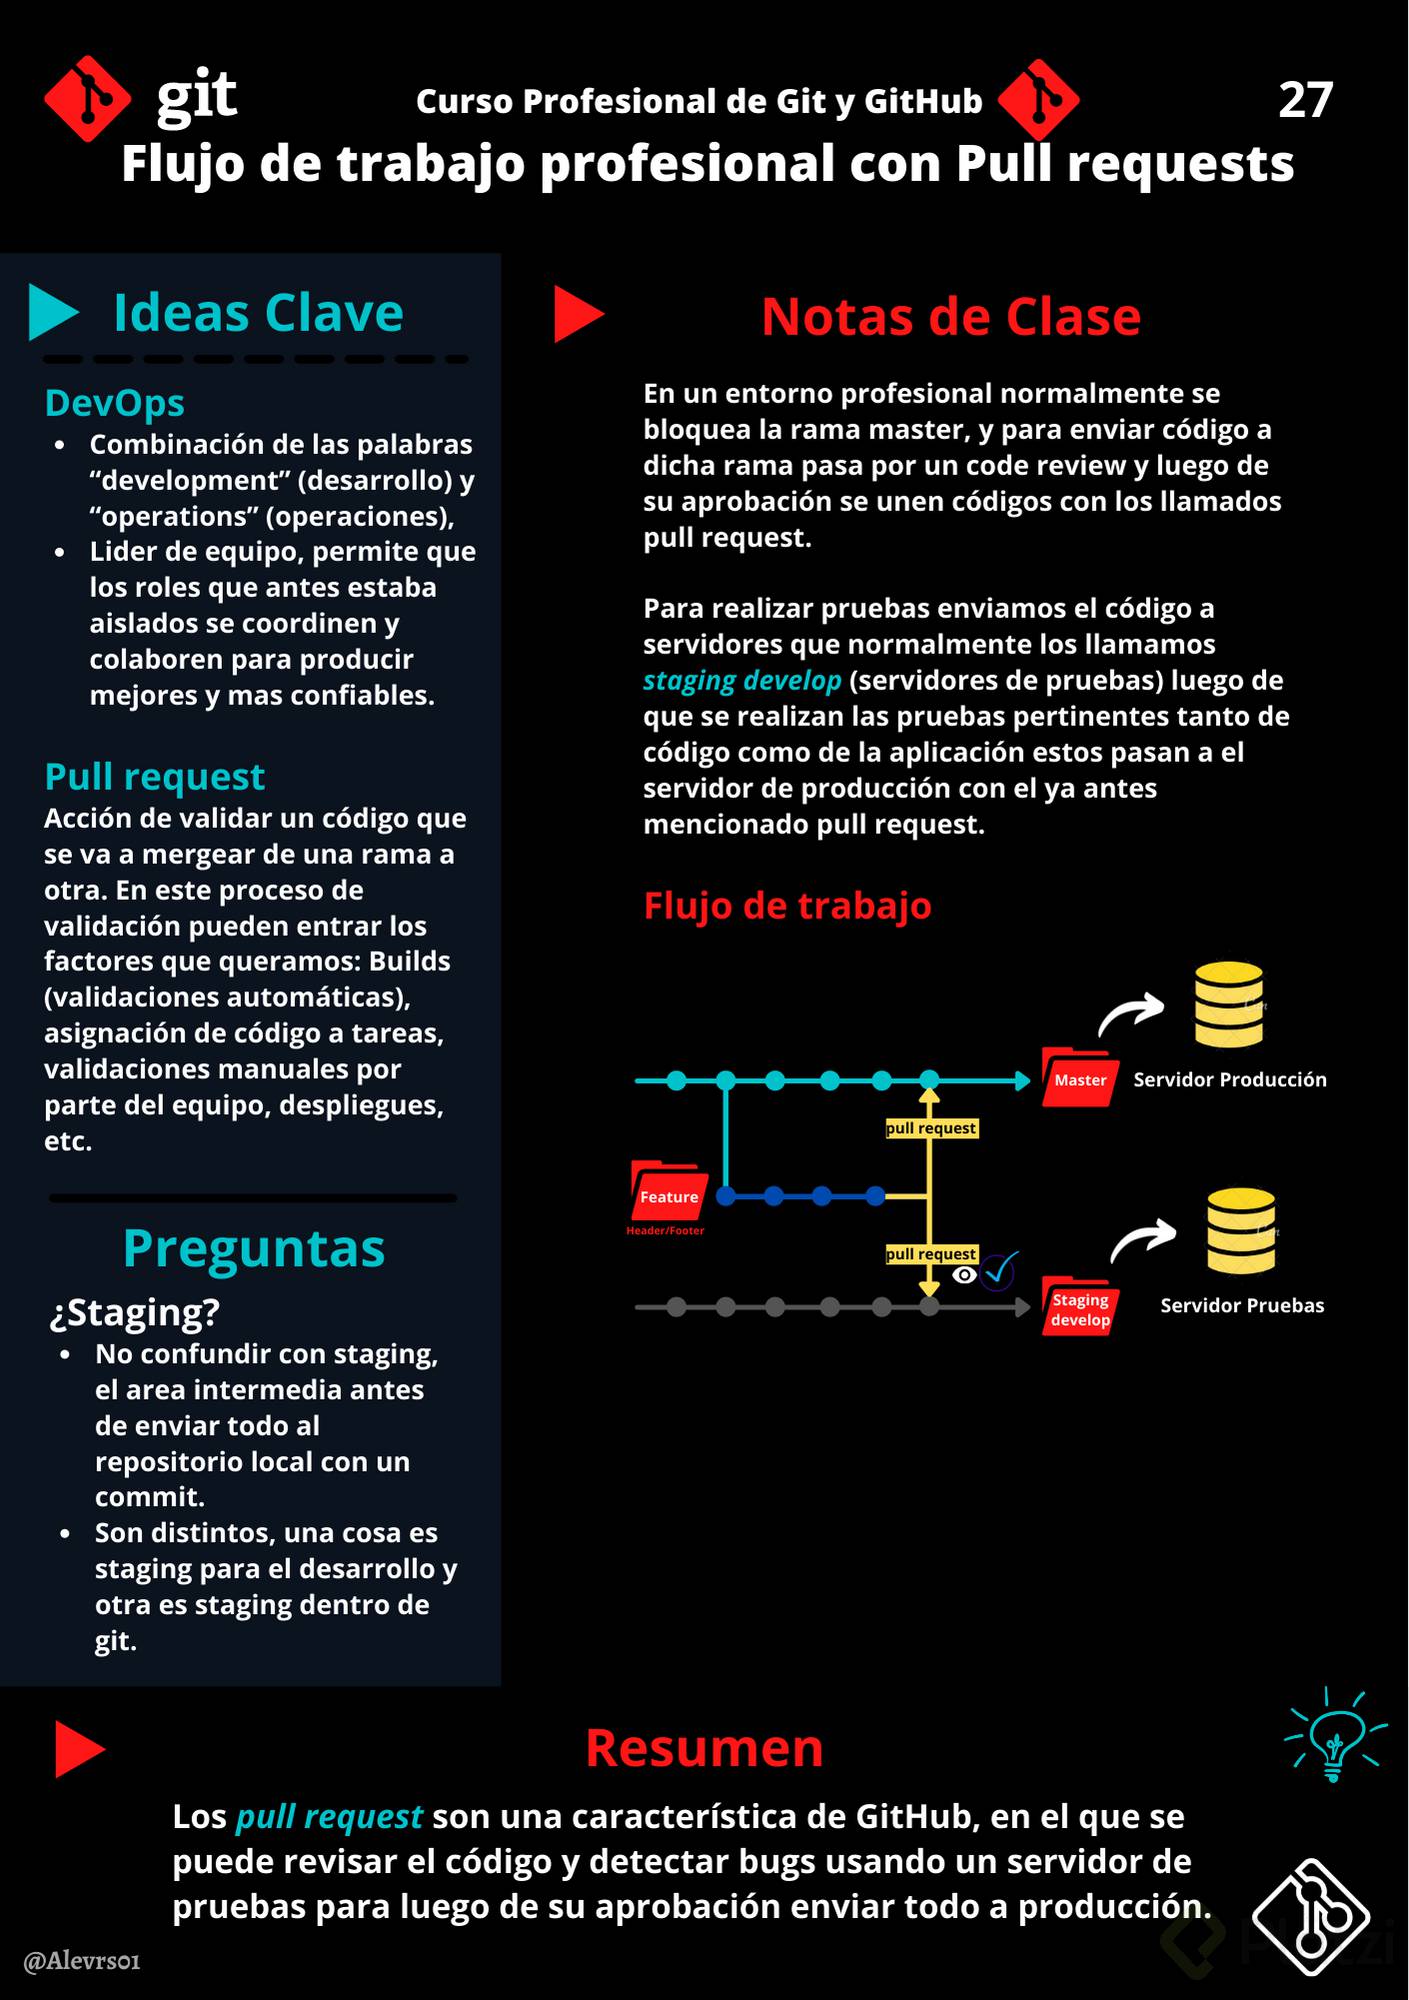 git
Curso Profesional de Git y GitHub
27
Flujo de trabajo profesional con Pull requests
Ideas Clave
DevOps
• Combinación de las palabras
“development” (desarrollo) y
“operations” (operaciones),
• Lider de equipo, permite que
los roles que antes estaba
aislados se coordinen y
colaboren para producir
mejores y mas confiables.
Pull request
Acción de validar un código que
se va a mergear de una rama a
otra. En este proceso de
validación pueden entrar los
factores que queramos: Builds
(validaciones automáticas),
asignación de código a tareas,
validaciones manuales por
parte del equipo, despliegues,
etc.
Preguntas
¿Staging?
• No confundir con staging,
el area intermedia antes
de enviar todo al
repositorio local con un
commit.
• Son distintos, una cosa es
staging para el desarrollo y
otra es staging dentro de
git.
Notas de Clase
En un entorno profesional normalmente se
bloquea la rama master, y para enviar código a
dicha rama pasa por un code review y luego de
su aprobación se unen códigos con los llamados
pull request.
Para realizar pruebas enviamos el código a
servidores que normalmente los llamamos
staging develop (servidores de pruebas) luego de
que se realizan las pruebas pertinentes tanto de
código como de la aplicación estos pasan a el
servidor de producción con el ya antes
mencionado pull request.
Flujo de trabajo
Master
Servidor Producción
pull request
Feature
Header/Footer
pull request
Staging
develop
Servidor Pruebas
Resumen
Los pull request son una característica de GitHub, en el que se
puede revisar el código y detectar bugs usando un servidor de
pruebas para luego de su aprobación enviar todo a producción.
@Alevrs01